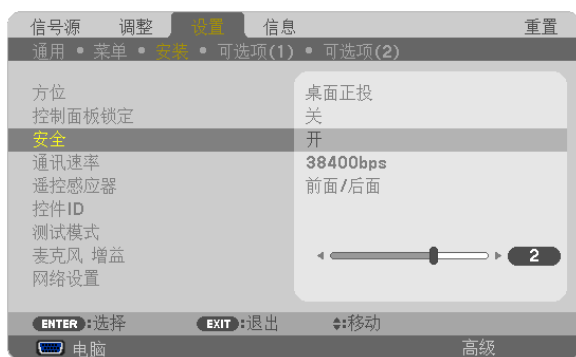 信号源 调整 设置 信息 重置
通用 • 菜单 • 安装 • 可选项(1) • 可选项(2)
方位 桌面正投
控制面板锁定 关
安全 开
通讯速率 38400bps
遥控感应器 前面/后面
控件ID
测试模式
麦克风 增益 2
网络设置
ENTER:选择 EXIT:退出 :移动
电脑 高级